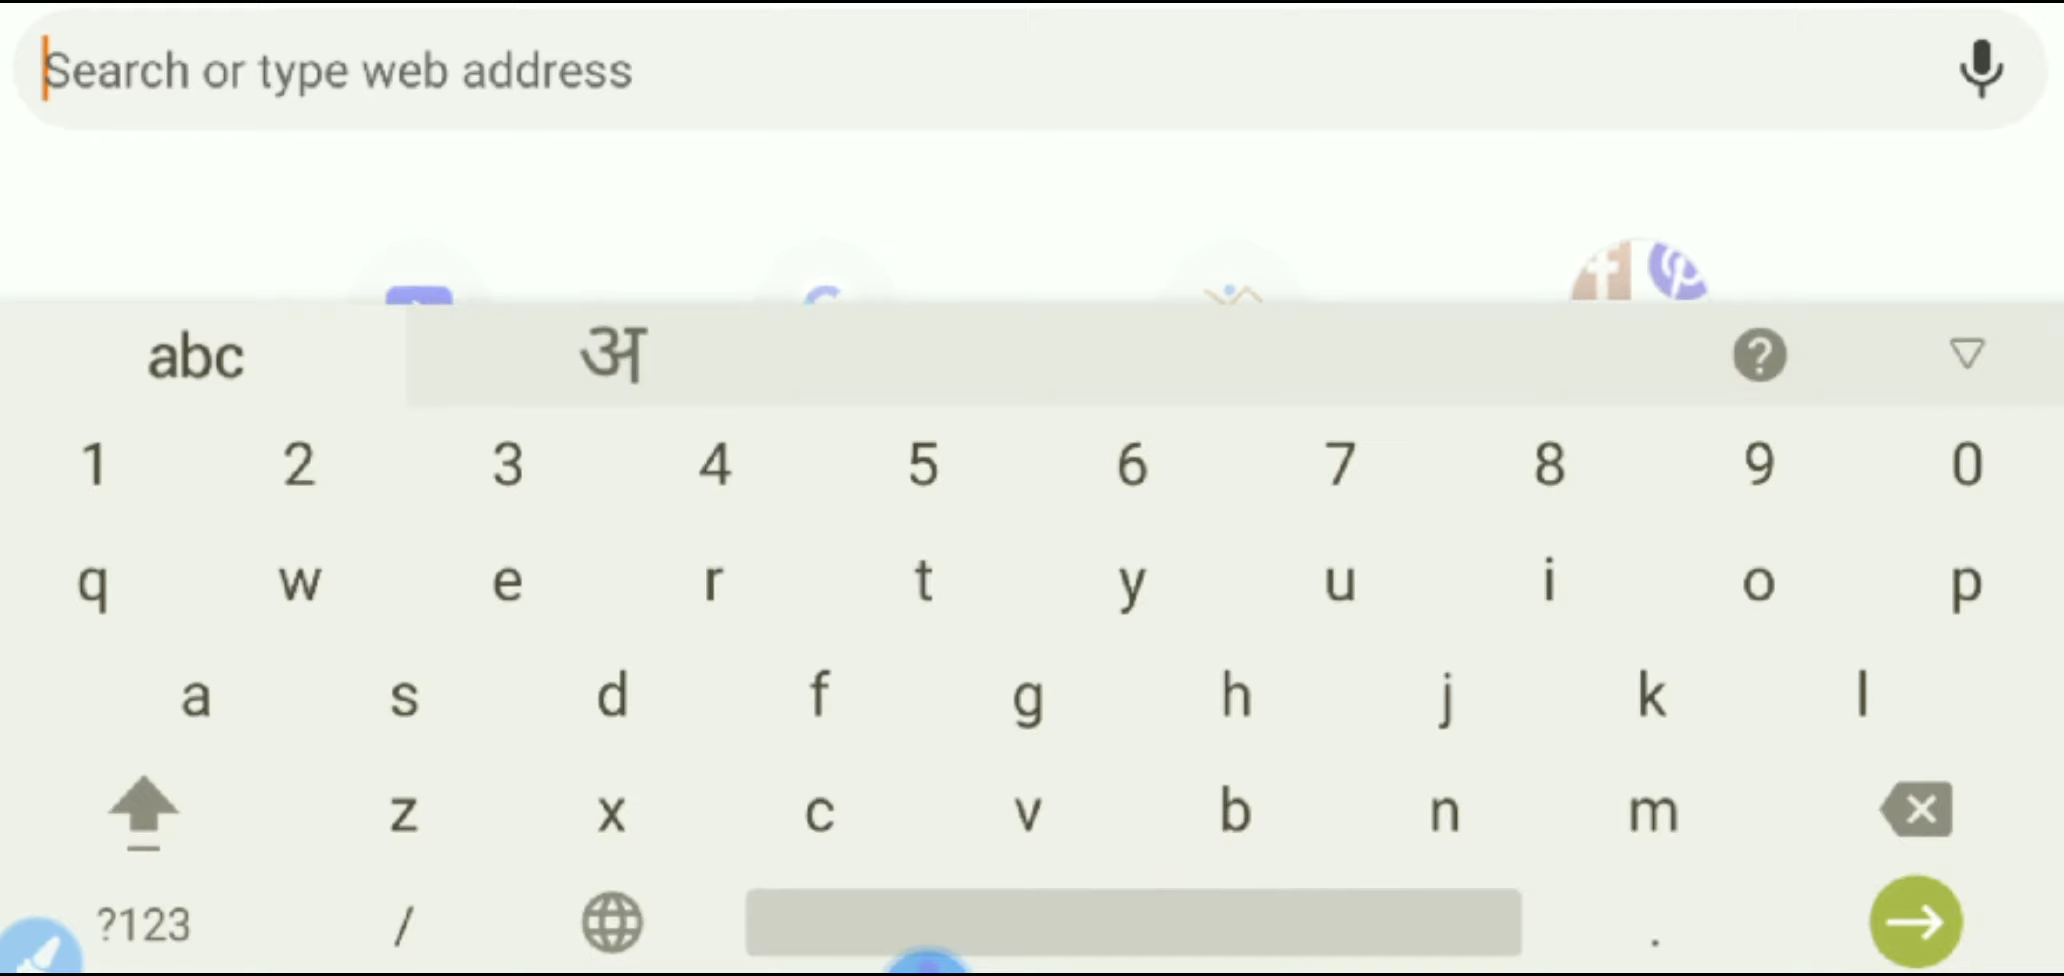 Search or type web address
abc अ ?
1 2 3 4 5 6 7 8 9 0
q w e r t y u i o p
a s d f g h j k l
z x c v b n m
?123 / .